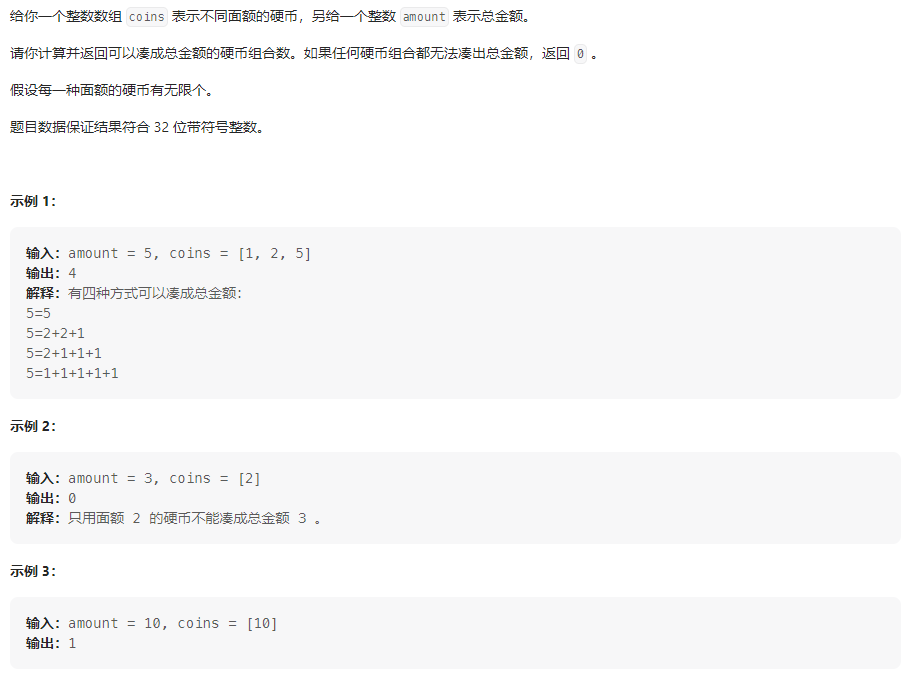 给你一个整数数组 coins 表示不同面额的硬币，另给一个整数 amount 表示总金额。
请你计算并返回可以凑成总金额的硬币组合数。如果任何硬币组合都无法凑出总金额，返回 0 。
假设每一种面额的硬币有无限个。
题目数据保证结果符合 32 位带符号整数。
示例 1：
输入：amount = 5, coins = [1, 2, 5]
输出：4
解释：有四种方式可以凑成总金额：
5=5
5=2+2+1
5=2+1+1+1
5=1+1+1+1+1
示例 2：
输入：amount = 3, coins = [2]
输出：0
解释：只用面额 2 的硬币不能凑成总金额 3 。
示例 3：
输入：amount = 10, coins = [10]
输出：1